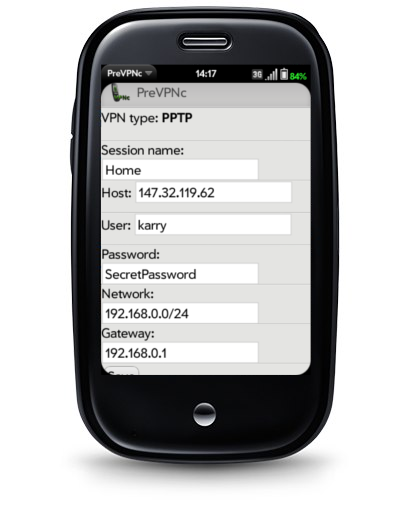 PreVPNc 14:17 3G 84%
PreVPNc
VPN type: PPTP
Session name:
Home
Host: 147.32.119.62
User: karry
Password:
SecretPassword
Network:
192.168.0.0/24
Gateway:
192.168.0.1